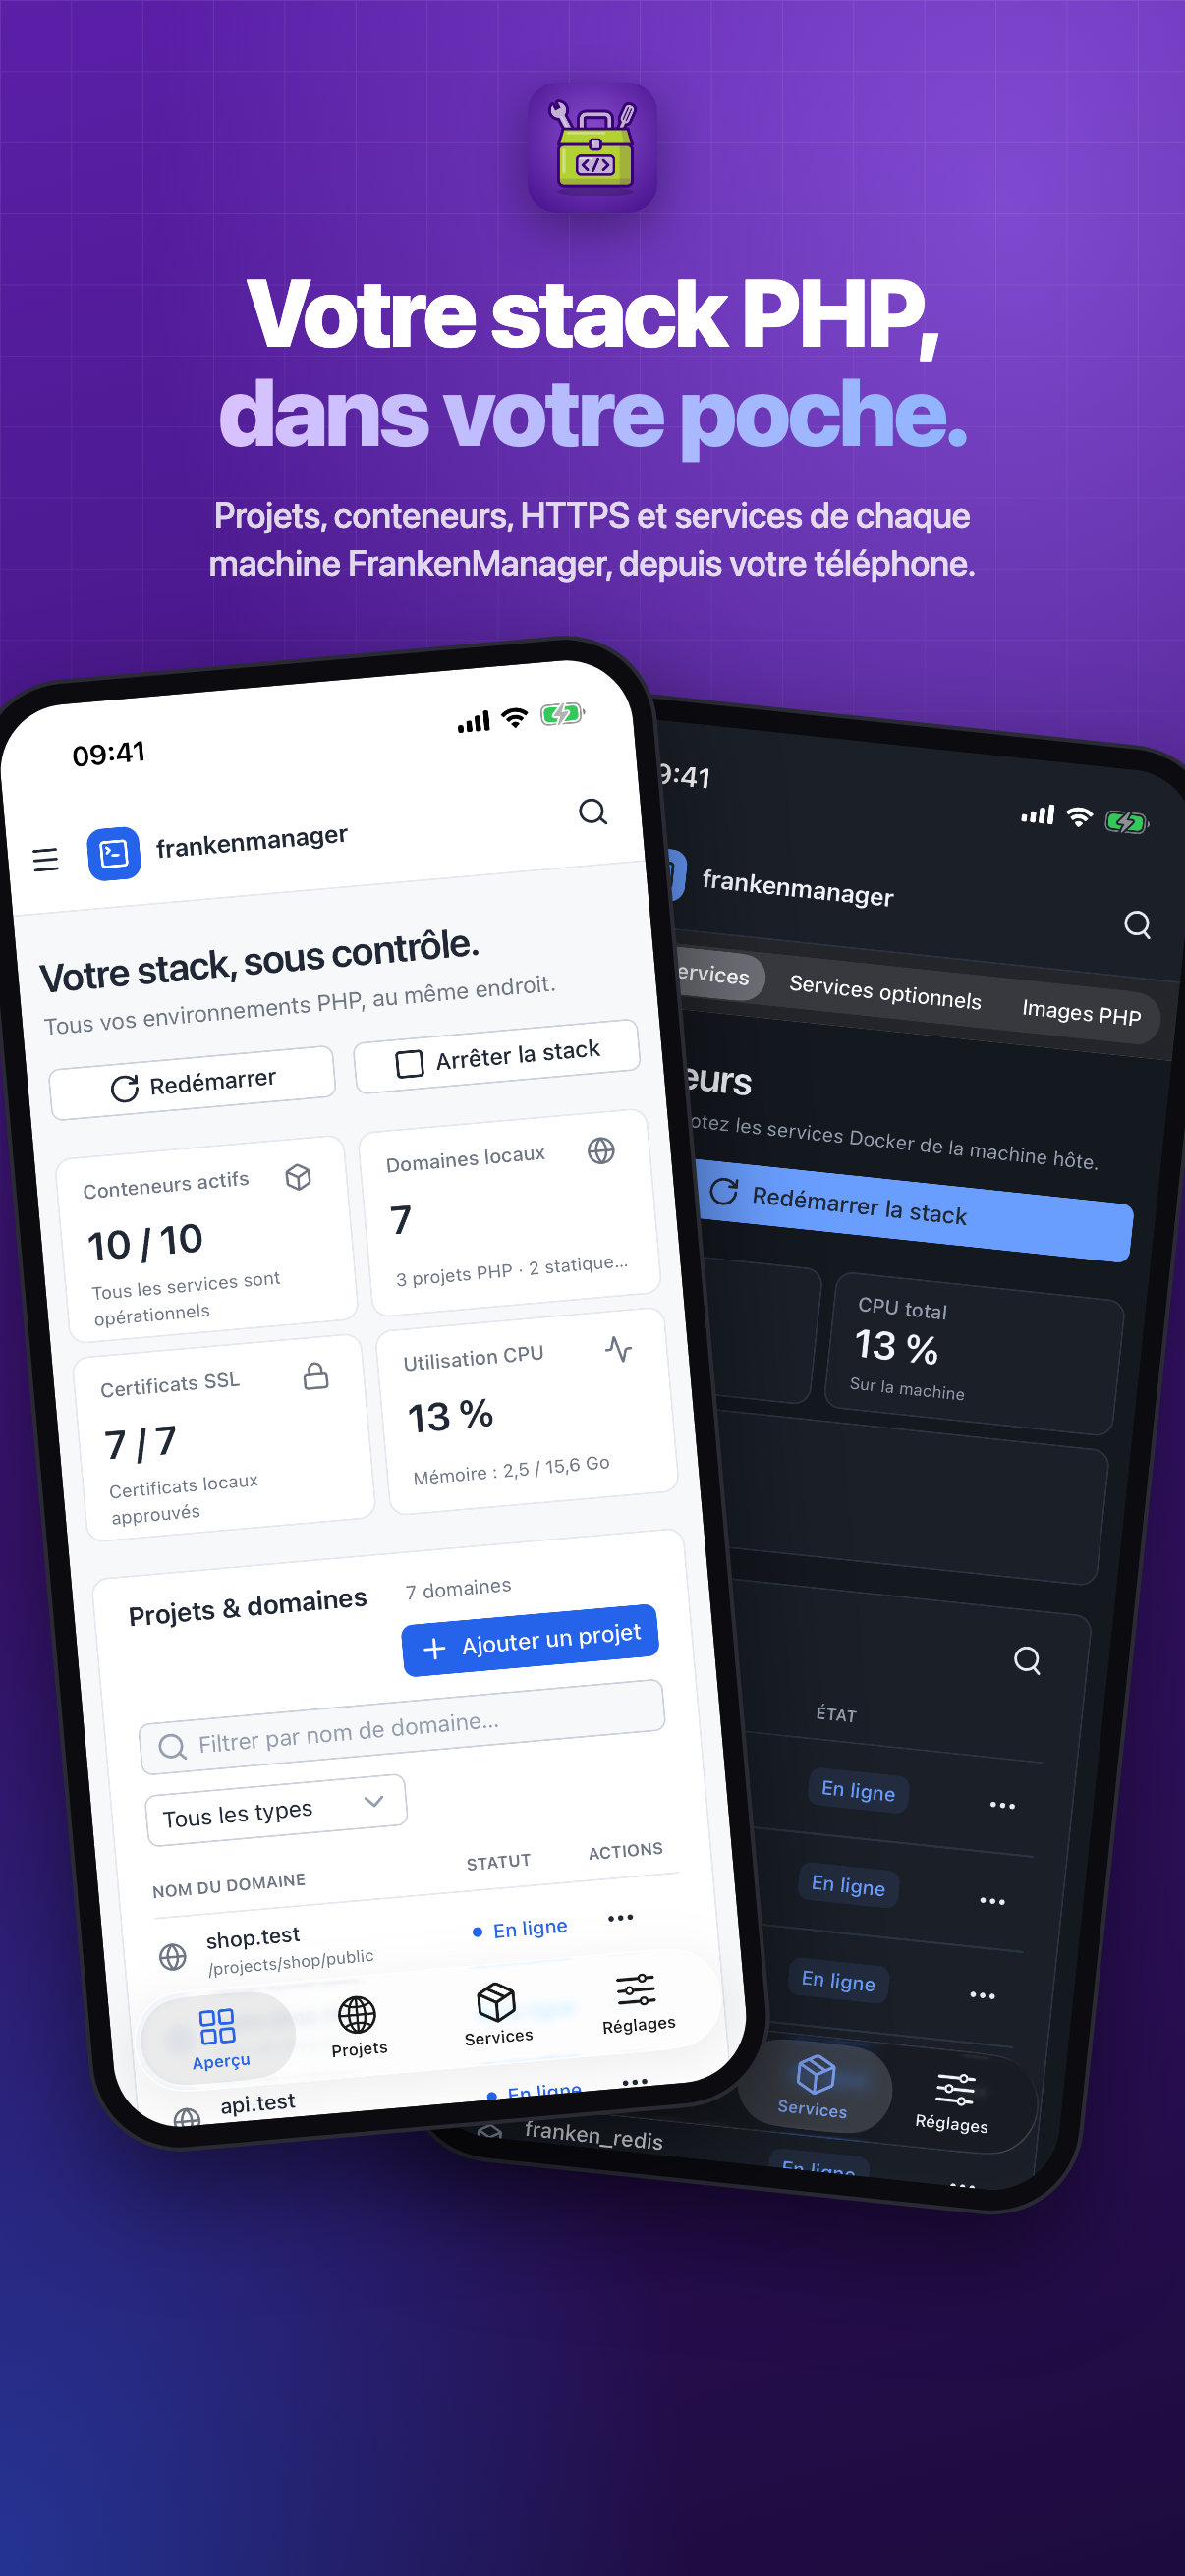 </>
Votre stack PHP,
dans votre poche.
Projets, conteneurs, HTTPS et services de chaque
machine FrankenManager, depuis votre téléphone.
09:41
frankenmanager
Votre stack, sous contrôle.
Tous vos environnements PHP, au même endroit.
Redémarrer
Arrêter la stack
Conteneurs actifs
10 / 10
Tous les services sont
opérationnels
Domaines locaux
7
3 projets PHP · 2 statique...
Certificats SSL
7 / 7
Certificats locaux
approuvés
Utilisation CPU
13 %
Mémoire : 2,5 / 15,6 Go
Projets & domaines
7 domaines
Ajouter un projet
Filtrer par nom de domaine...
Tous les types
NOM DU DOMAINE
STATUT
ACTIONS
shop.test
/projects/shop/public
En ligne
Aperçu
Projets
Services
Réglages
api.test
En ligne
9:41
frankenmanager
ervices
Services optionnels
Images PHP
eurs
otez les services Docker de la machine hôte.
Redémarrer la stack
CPU total
13 %
Sur la machine
ÉTAT
En ligne
En ligne
En ligne
Services
Réglages
franken_redis
En ligne